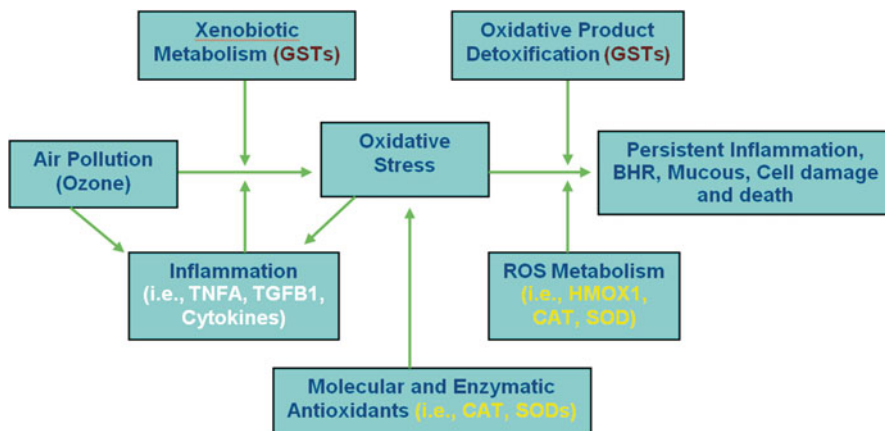 Xenobiotic
Metabolism (GSTs)
Oxidative Product
Detoxification (GSTs)
Air Pollution
(Ozone)
Oxidative
Stress
Persistent Inflammation,
BHR, Mucous, Cell damage
and death
Inflammation
(i.e., TNFA, TGFB1,
Cytokines)
ROS Metabolism
(i.e., HMOX1,
CAT, SOD)
Molecular and Enzymatic
Antioxidants (i.e., CAT, SODs)